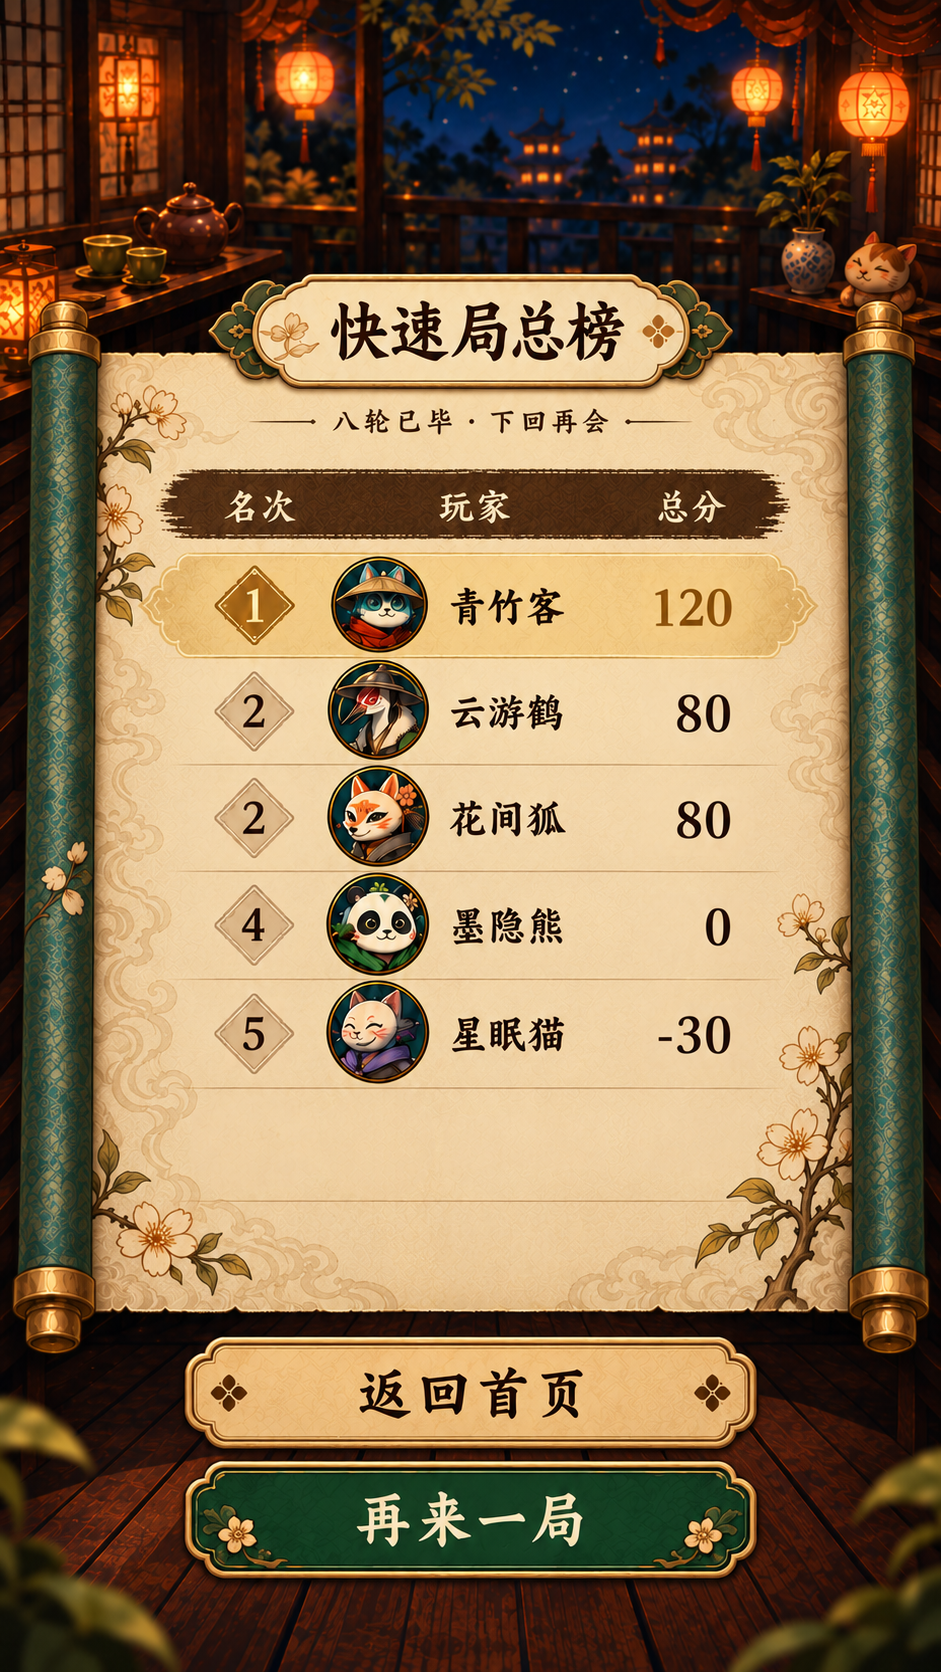 快速局总榜
八轮已毕·下回再会
名次 玩家 总分
1 青竹客 120
2 云游鹤 80
2 花间狐 80
4 墨隐熊 0
5 星眠猫 -30
返回首页
再来一局